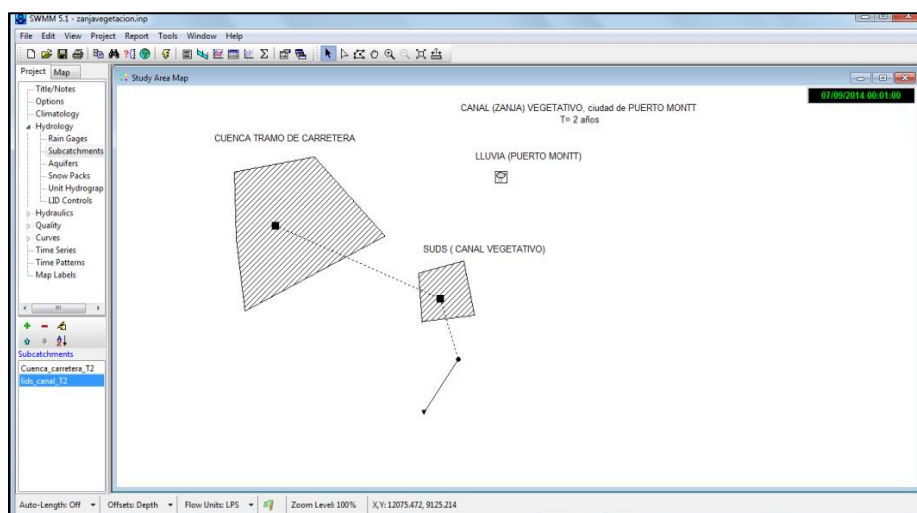 SWMM 5.1 - zanjavegetacion.inp
File Edit View Project Report Tools Window Help
Project Map
Title/Notes
Options
Climatology
Hydrology
Rain Gages
Subcatchments
Aquifers
Snow Packs
Unit Hydrograp
LID Controls
Hydraulics
Quality
Curves
Time Series
Time Patterns
Map Labels
Subcatchments
Cuenca_carretera_T2
lids_canal_T2
Study Area Map
07/09/2014 00:01:00
CANAL (ZANJA) VEGETATIVO, ciudad de PUERTO MONTT
T= 2 años
CUENCA TRAMO DE CARRETERA
LLUVIA (PUERTO MONTT)
SUDS ( CANAL VEGETATIVO)
Auto-Length: Off Offsets: Depth Flow Units: LPS Zoom Level: 100% X,Y: 12075.472, 9125.214